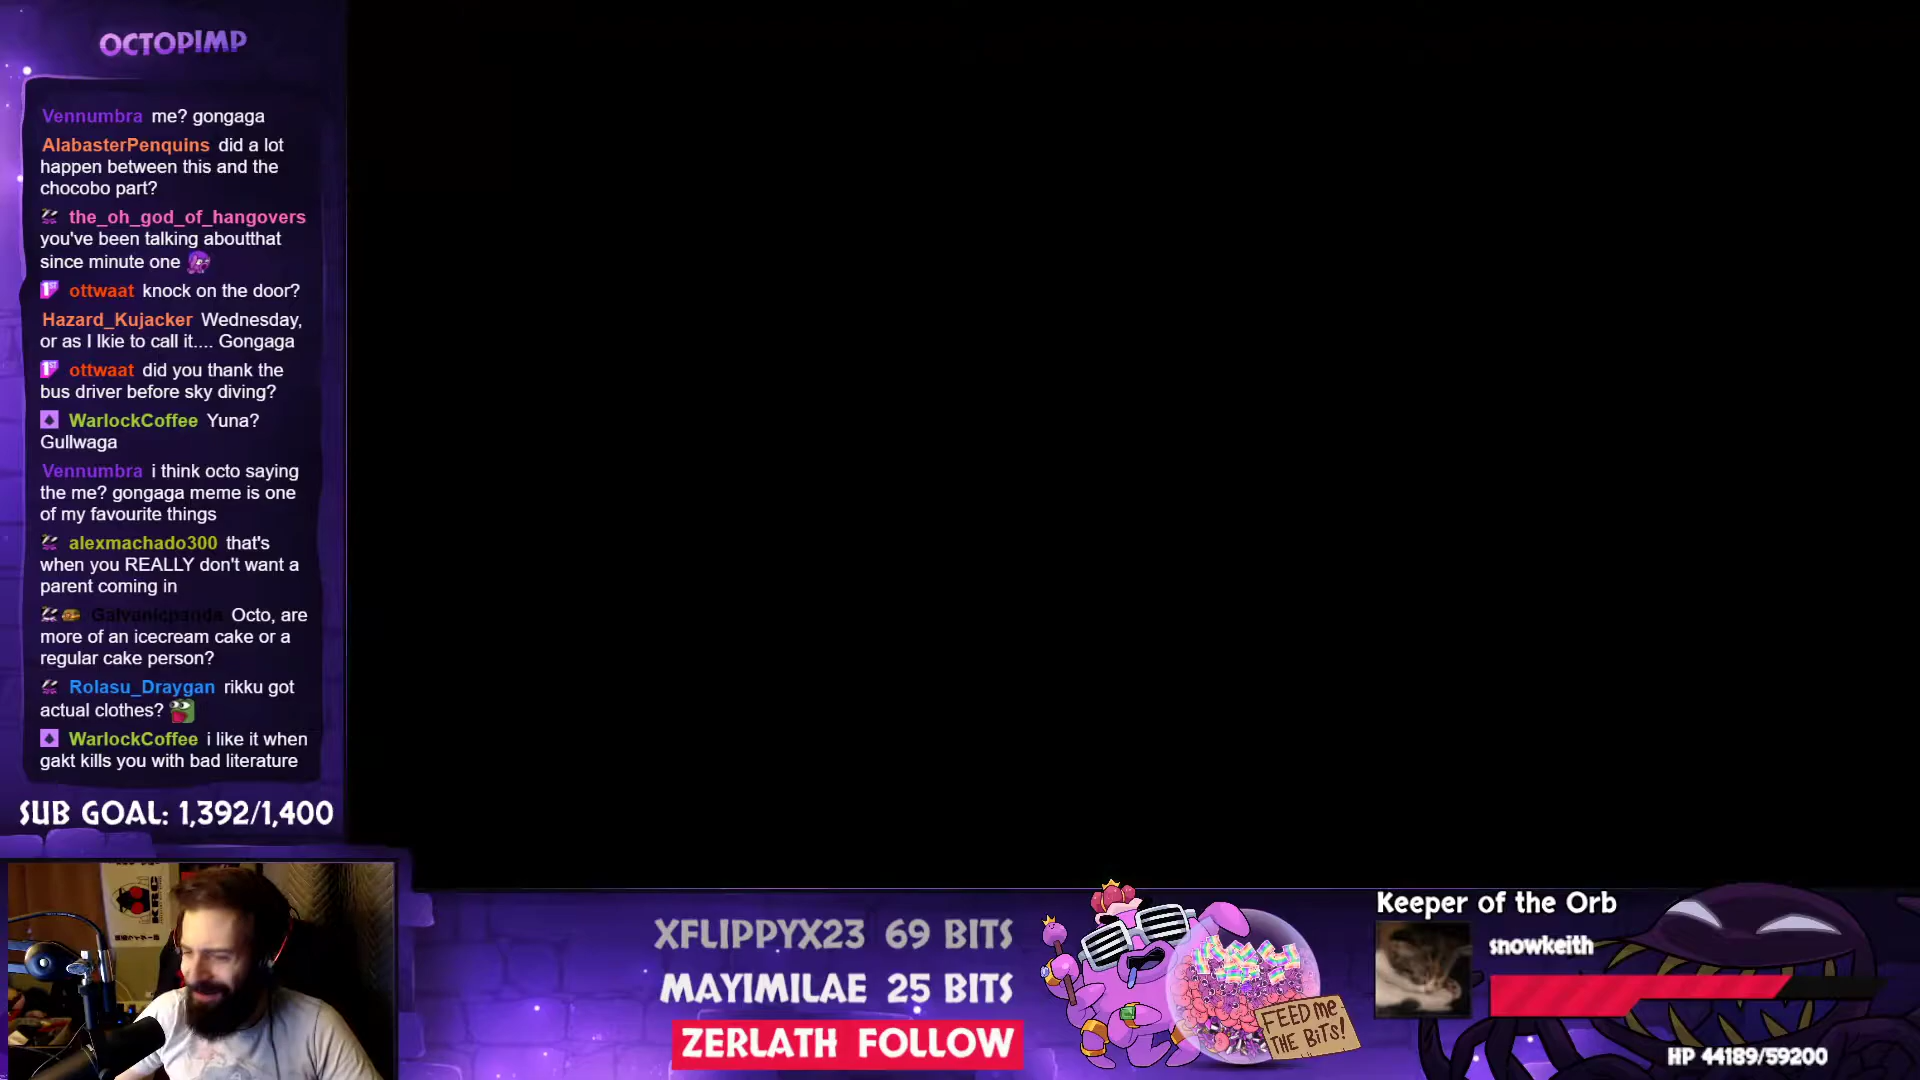 OCTOPIMP
Vennumbra me? gongaga
AlabasterPenquins did a lot
happen between this and the
chocobo part?
the_oh_god_of_hangovers
you've been talking aboutthat
since minute one
1ST ottwaat knock on the door?
Hazard_Kujacker Wednesday,
or as I lkie to call it.... Gongaga
1ST ottwaat did you thank the
bus driver before sky diving?
WarlockCoffee Yuna?
Gullwaga
Vennumbra i think octo saying
the me? gongaga meme is one
of my favourite things
alexmachado300 that's
when you REALLY don't want a
parent coming in
Galvanicpanda Octo, are
more of an icecream cake or a
regular cake person?
Rolasu_Draygan rikku got
actual clothes?
WarlockCoffee i like it when
gakt kills you with bad literature
SUB GOAL: 1,392/1,400
XFLIPPYX23 69 BITS
MAYIMILAE 25 BITS
ZERLATH FOLLOW
FEED ME
THE BITS!
Keeper of the Orb
snowkeith
HP 44189/59200